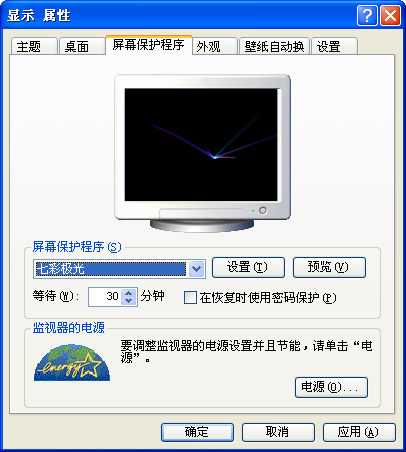 显示 属性
主题 桌面 屏幕保护程序 外观 壁纸自动换 设置
屏幕保护程序(S)
七彩极光 设置(T) 预览(V)
等待(W): 30 分钟 在恢复时使用密码保护(P)
监视器的电源
要调整监视器的电源设置并且节能，请单击“电
源”。
energy
电源(O)...
确定 取消 应用(A)